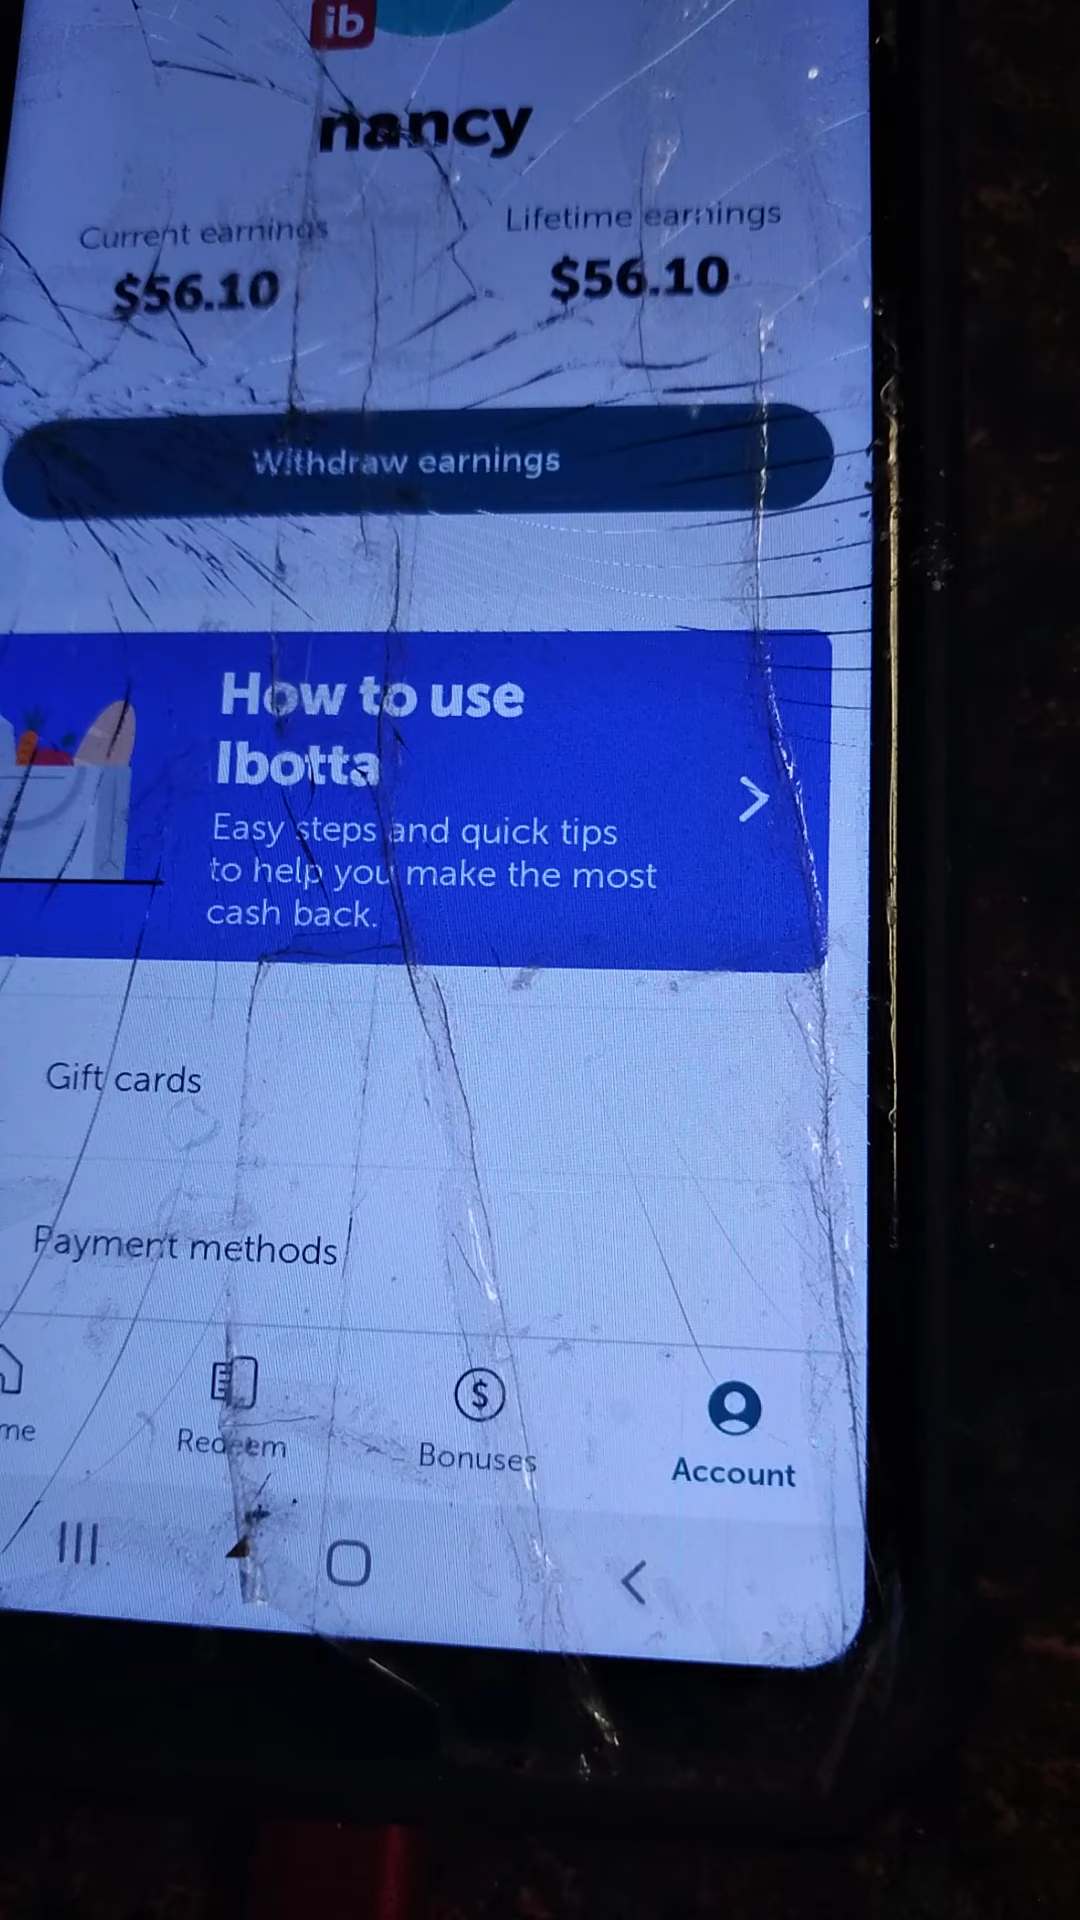 ib
nancy
Current earnings
Lifetime earnings
$56.10
$56.10
Withdraw earnings
How to use
Ibotta
Easy steps and quick tips
to help you make the most
cash back.
Gift cards
Payment methods
me
Redeem
Bonuses
Account